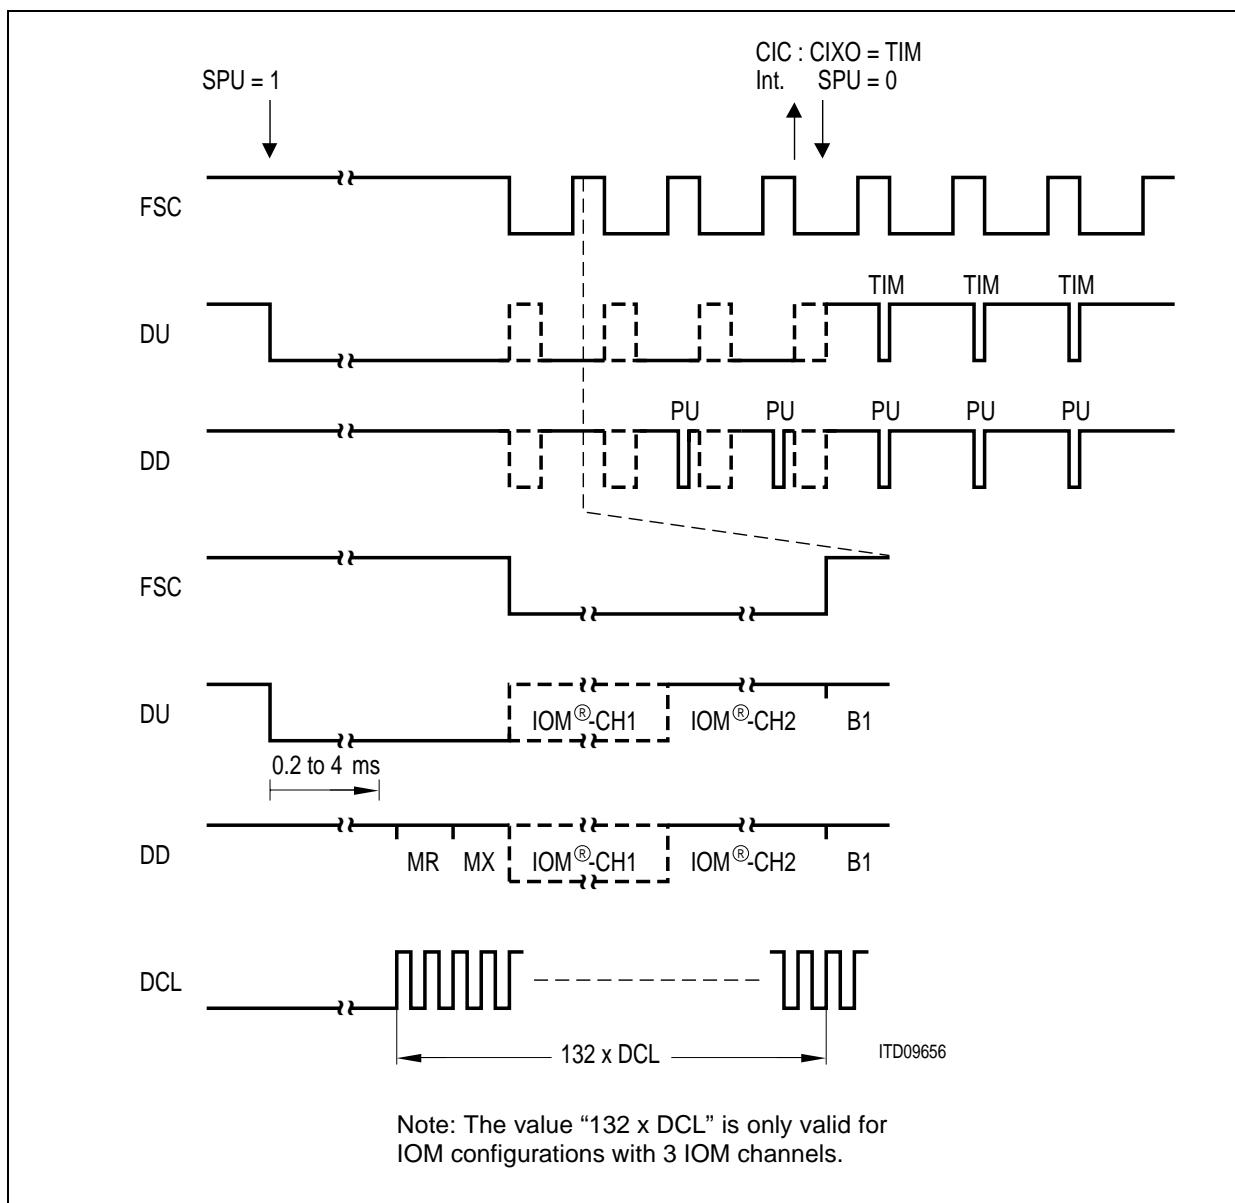 CIC : CIXO = TIM
SPU = 1
Int. SPU = 0
FSC
TIM TIM TIM
DU
PU PU PU PU PU
DD
FSC
DU
IOM®-CH1 IOM®-CH2 B1
0.2 to 4 ms
DD
MR MX IOM®-CH1 IOM®-CH2 B1
DCL
132 x DCL
ITD09656
Note: The value “132 x DCL” is only valid for
IOM configurations with 3 IOM channels.